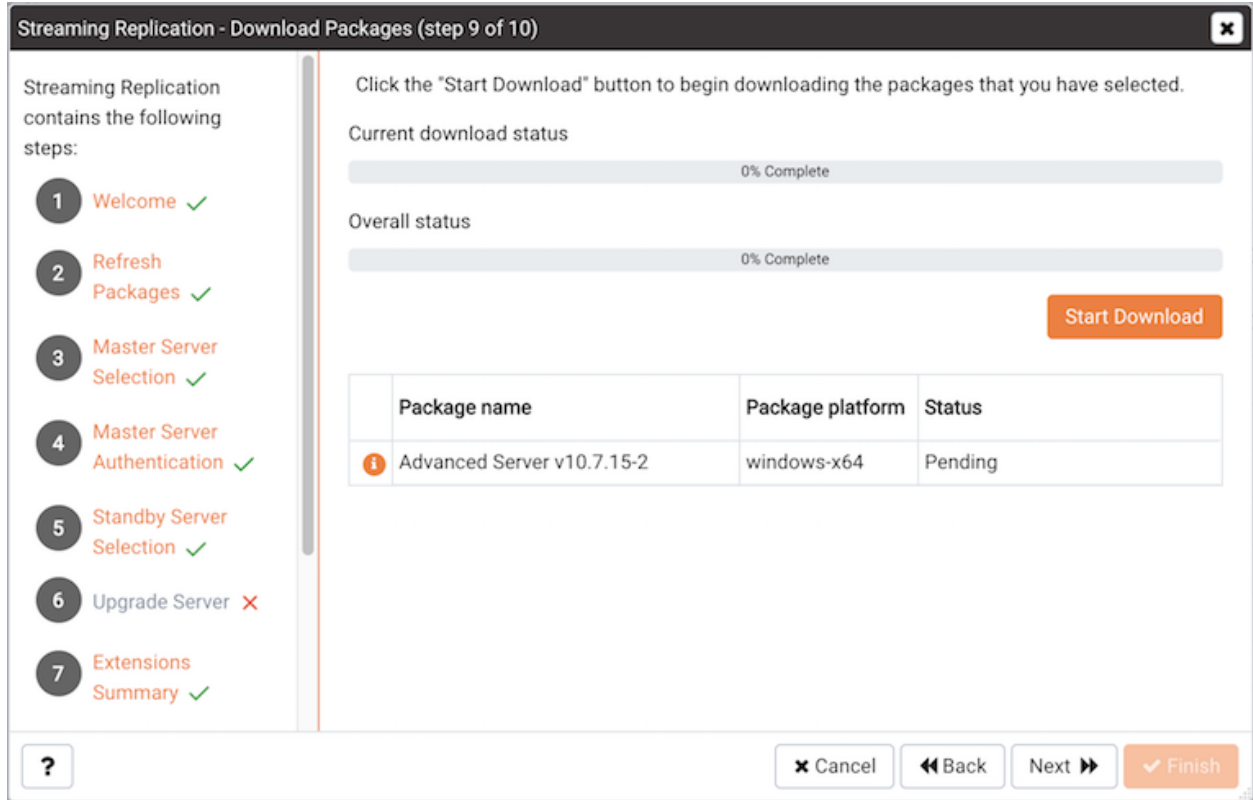 Streaming Replication - Download Packages (step 9 of 10)
Streaming Replication
contains the following
steps:
1 Welcome
2 Refresh
Packages
3 Master Server
Selection
4 Master Server
Authentication
5 Standby Server
Selection
6 Upgrade Server
7 Extensions
Summary
Click the "Start Download" button to begin downloading the packages that you have selected.
Current download status
0% Complete
Overall status
0% Complete
Start Download
Package name Package platform Status
Advanced Server v10.7.15-2 windows-x64 Pending
? Cancel Back Next Finish